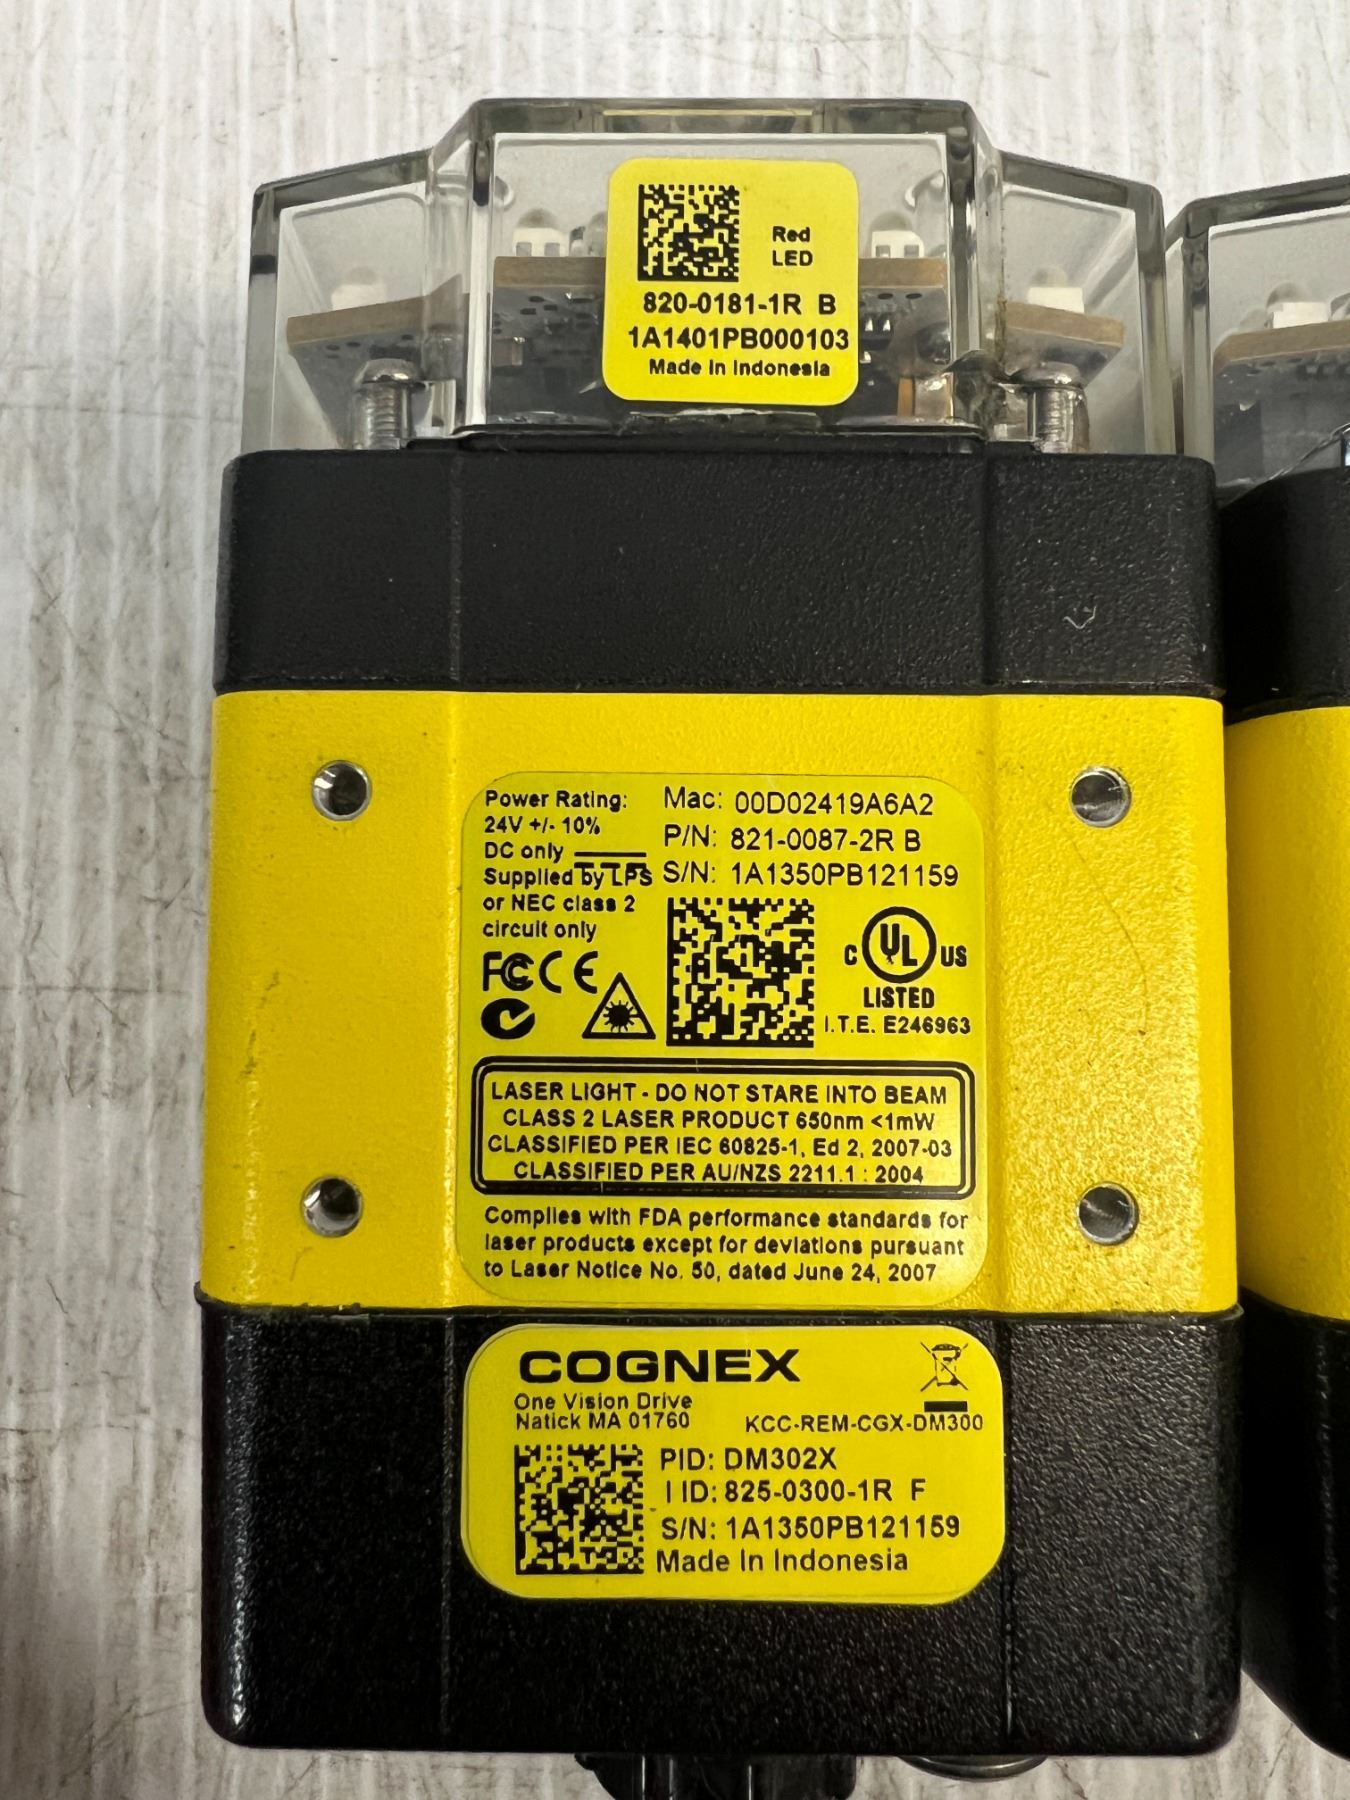 Red
LED
820-0181-1R B
1A1401PB000103
Made in Indonesia
Power Rating:
24V +/- 10%
DC only
Supplied by LPS
or NEC class 2
circuit only
Mac: 00D02419A6A2
P/N: 821-0087-2R B
S/N: 1A1350PB121159
FC CE
C UL US
LISTED
I.T.E. E246963
LASER LIGHT - DO NOT STARE INTO BEAM
CLASS 2 LASER PRODUCT 650nm <1mW
CLASSIFIED PER IEC 60825-1, Ed 2, 2007-03
CLASSIFIED PER AU/NZS 2211.1 : 2004
Complies with FDA performance standards for
laser products except for deviations pursuant
to Laser Notice No. 50, dated June 24, 2007
COGNEX
One Vision Drive
Natick MA 01760
KCC-REM-CGX-DM300
PID: DM302X
I ID: 825-0300-1R F
S/N: 1A1350PB121159
Made In Indonesia